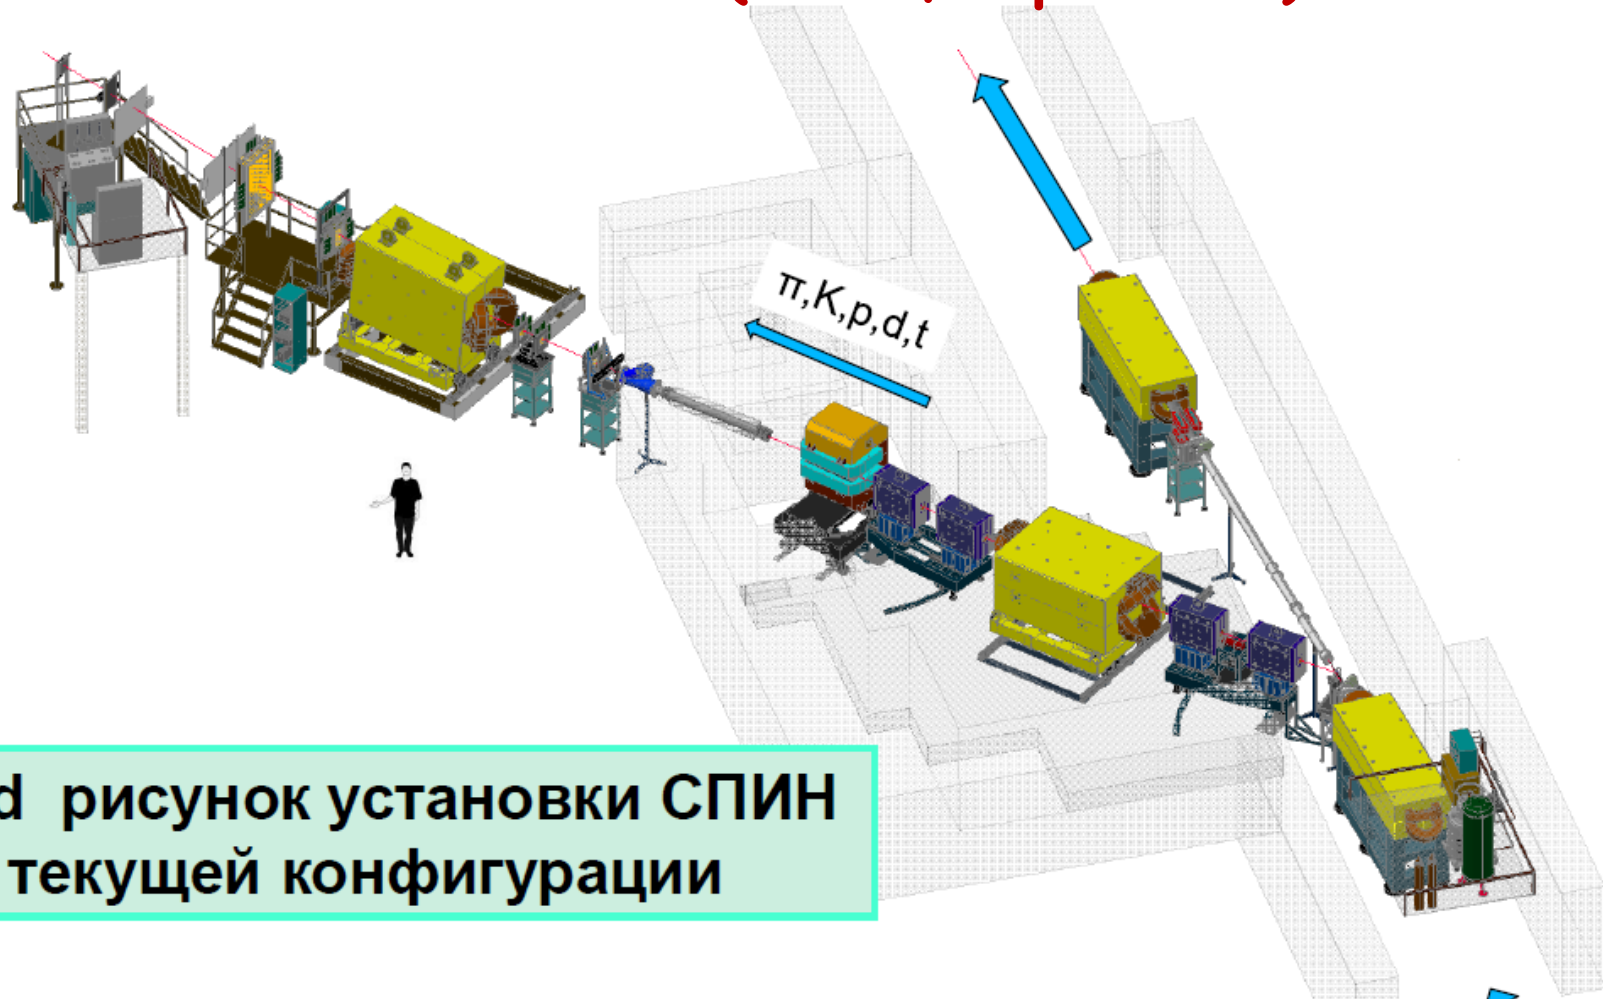 π,K,p,d,t
d рисунок установки СПИН
текущей конфигурации